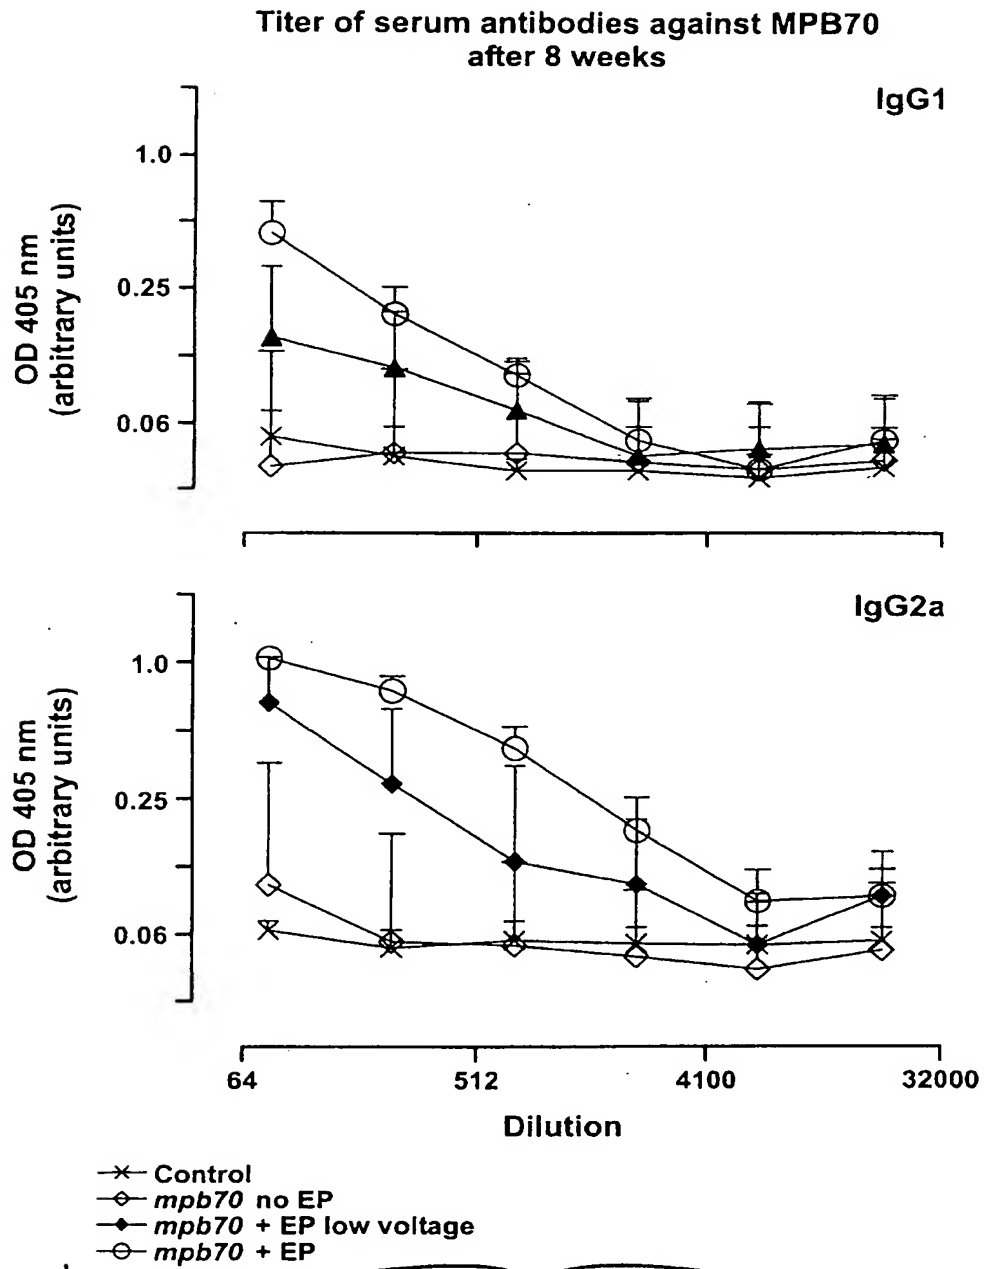 Titer of serum antibodies against MPB70
after 8 weeks
IgG1
OD 405 nm
(arbitrary units)
1.0
0.25
0.06
IgG2a
OD 405 nm
(arbitrary units)
1.0
0.25
0.06
64 512 4100 32000
Dilution
Control
mpb70 no EP
mpb70 + EP low voltage
mpb70 + EP